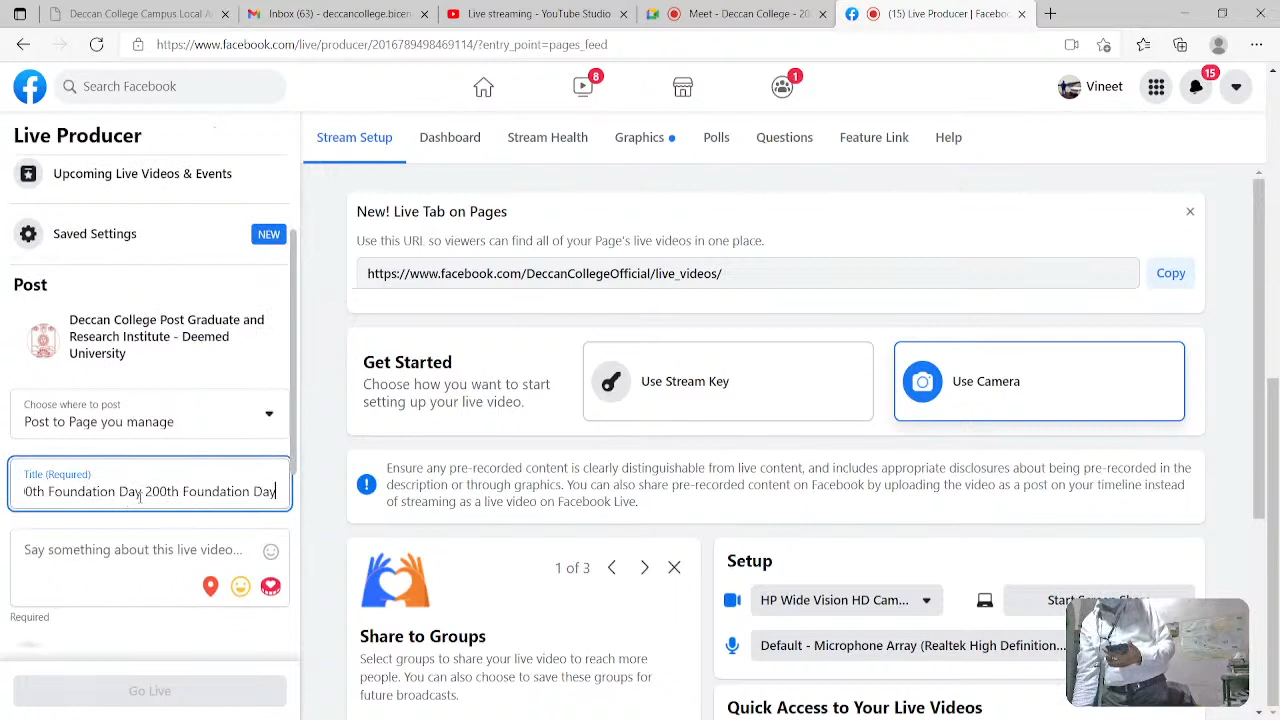 Deccan College Local A
Inbox (63) - deccancollege.bicen
Live streaming - YouTube Studio
Meet - Deccan College - 20
(15) Live Producer | Faceboo
https://www.facebook.com/live/producer/2016789498469114/?entry_point=pages_feed
Search Facebook
8
1
Vineet
15
Live Producer
Upcoming Live Videos & Events
Saved Settings
NEW
Post
Deccan College Post Graduate and
Research Institute - Deemed
University
Choose where to post
Post to Page you manage
Title (Required)
0th Foundation Day 200th Foundation Day
Say something about this live video...
Required
Go Live
Stream Setup
Dashboard
Stream Health
Graphics
Polls
Questions
Feature Link
Help
New! Live Tab on Pages
Use this URL so viewers can find all of your Page's live videos in one place.
https://www.facebook.com/DeccanCollegeOfficial/live_videos/
Copy
Get Started
Choose how you want to start
setting up your live video.
Use Stream Key
Use Camera
Ensure any pre-recorded content is clearly distinguishable from live content, and includes appropriate disclosures about being pre-recorded in the
description or through graphics. You can also share pre-recorded content on Facebook by uploading the video as a post on your timeline instead
of streaming as a live video on Facebook Live.
1 of 3
Share to Groups
Select groups to share your live video to reach more
people. You can also choose to save these groups for
future broadcasts.
Setup
HP Wide Vision HD Cam...
Start
Default - Microphone Array (Realtek High Definition...
Quick Access to Your Live Videos